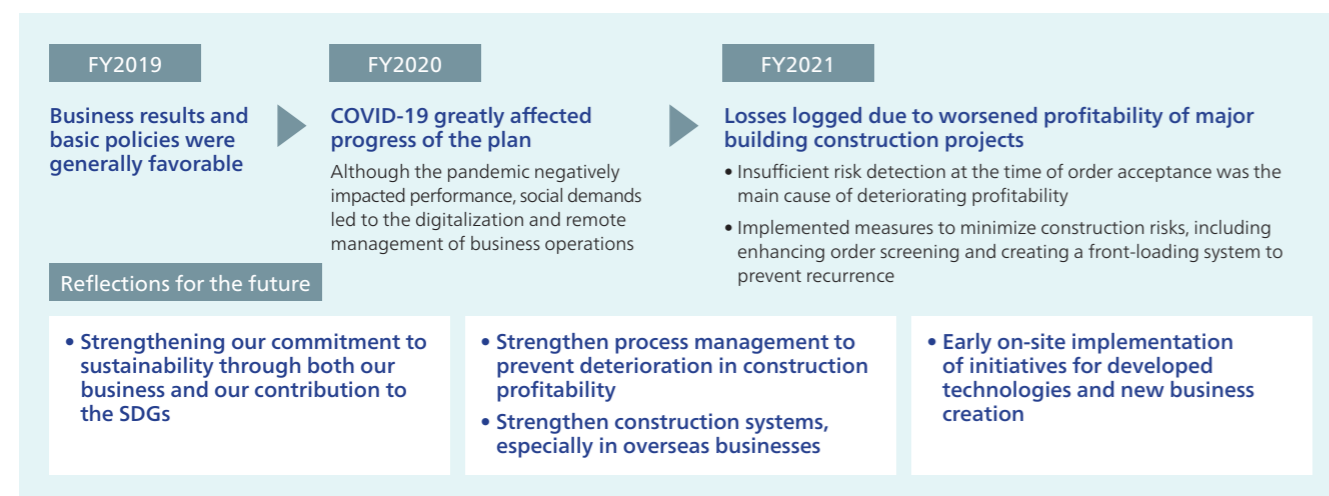 FY2019
Business results and
basic policies were
generally favorable
FY2020
COVID-19 greatly affected
progress of the plan
Although the pandemic negatively
impacted performance, social demands
led to the digitalization and remote
management of business operations
FY2021
Losses logged due to worsened profitability of major
building construction projects
• Insufficient risk detection at the time of order acceptance was the
main cause of deteriorating profitability
• Implemented measures to minimize construction risks, including
enhancing order screening and creating a front-loading system to
prevent recurrence
Reflections for the future
• Strengthening our commitment to
sustainability through both our
business and our contribution to
the SDGs
• Strengthen process management to
prevent deterioration in construction
profitability
• Strengthen construction systems,
especially in overseas businesses
• Early on-site implementation
of initiatives for developed
technologies and new business
creation